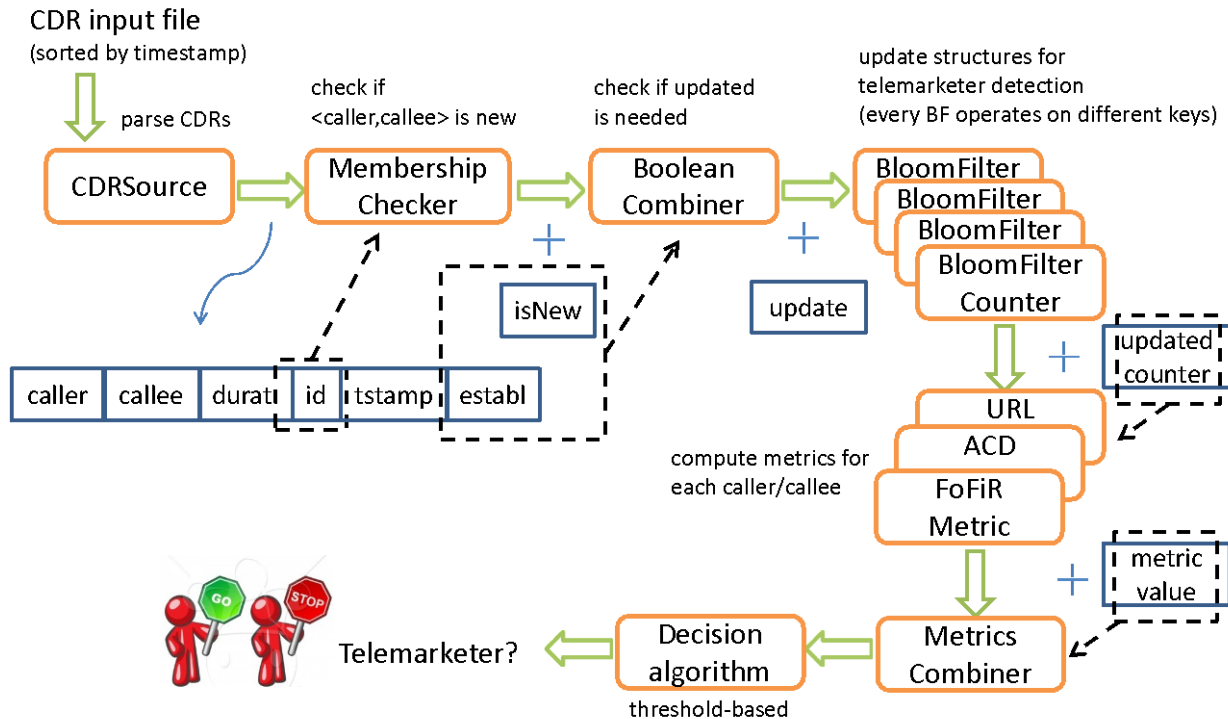 CDR input file
(sorted by timestamp)
parse CDRs
CDRSource
check if
<caller,callee> is new
Membership
Checker
check if updated
is needed
Boolean
Combiner
update structures for
telemarketer detection
(every BF operates on different keys)
BloomFilter
BloomFilter
BloomFilter
BloomFilter
Counter
isNew
update
caller
callee
durat
id
tstamp
establ
updated
counter
URL
ACD
FoFiR
Metric
compute metrics for
each caller/callee
metric
value
Metrics
Combiner
Decision
algorithm
threshold-based
Telemarketer?
GO
STOP